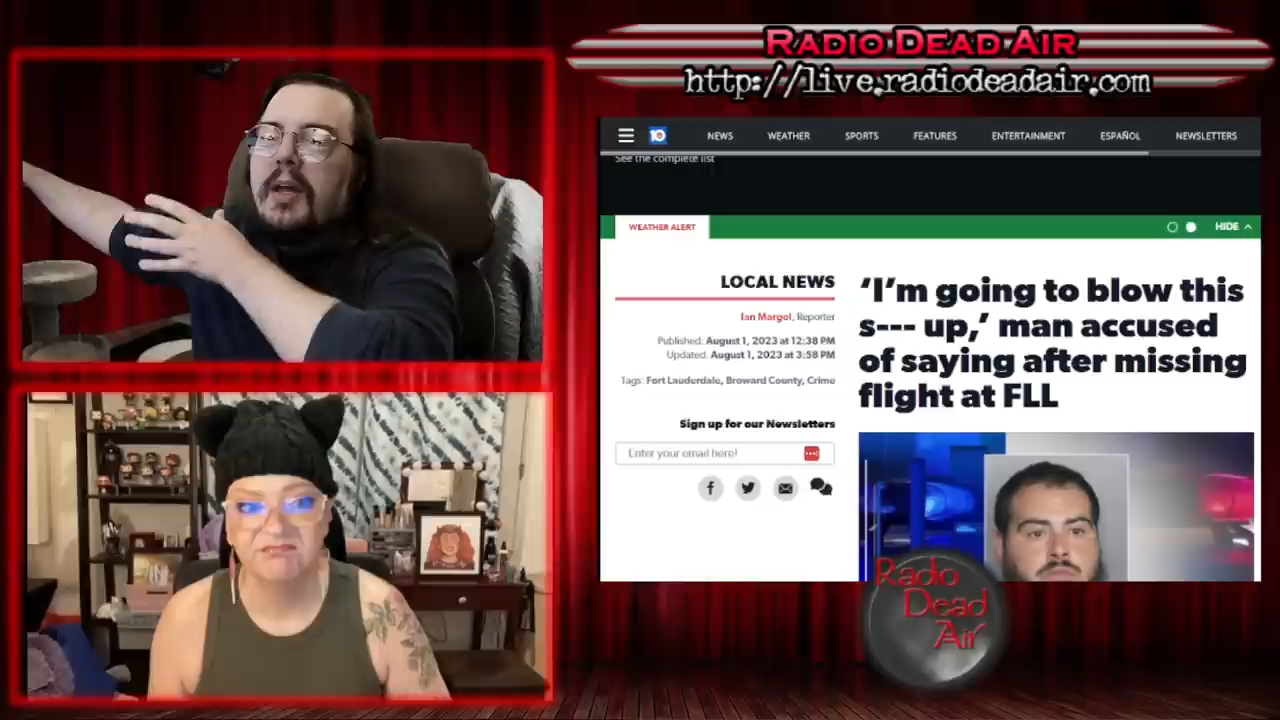 RADIO DEAD AIR
http://live.radiodeadair.com
10
NEWS
WEATHER
SPORTS
FEATURES
ENTERTAINMENT
ESPAÑOL
NEWSLETTERS
See the complete list
WEATHER ALERT
HIDE
LOCAL NEWS
Ian Margol, Reporter
Published: August 1, 2023 at 12:38 PM
Updated: August 1, 2023 at 3:58 PM
Tags: Fort Lauderdale, Broward County, Crime
Sign up for our Newsletters
Enter your email here!
‘I’m going to blow this
s--- up,’ man accused
of saying after missing
flight at FLL
Radio
Dead
Air